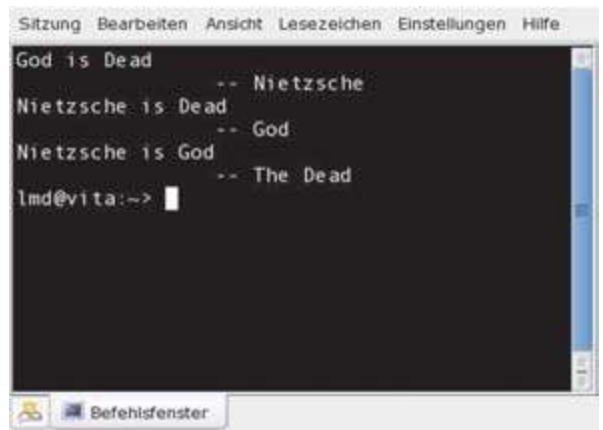 Sitzung Bearbeiten Ansicht Lesezeichen Einstellungen Hilfe
God is Dead
-- Nietzsche
Nietzsche is Dead
-- God
Nietzsche is God
-- The Dead
lmd@vita:~>
Befehlsfenster